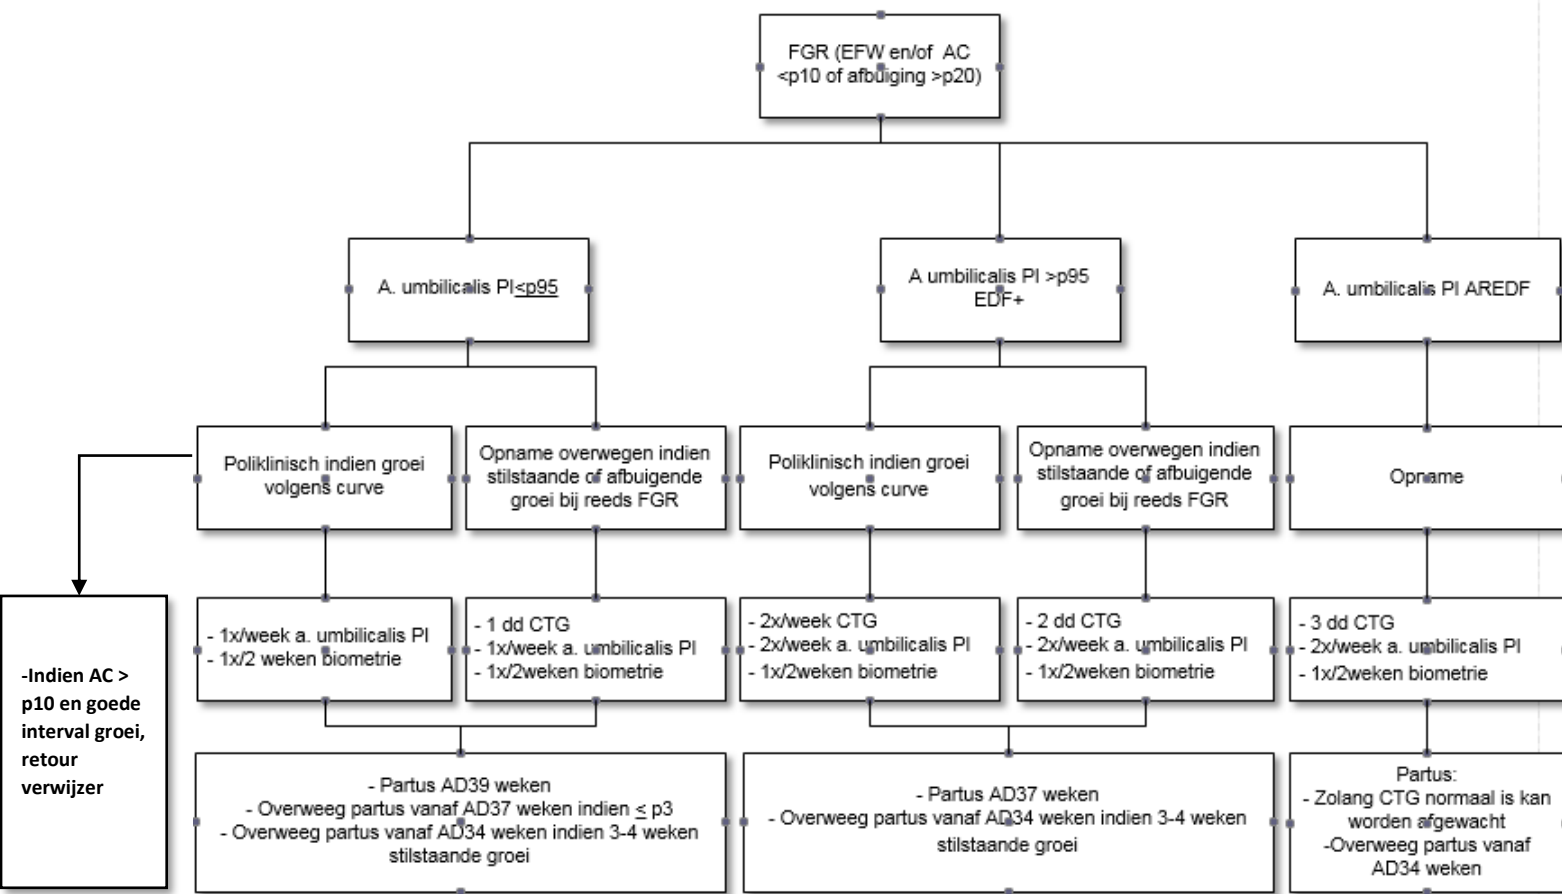 FGR (EFW en/of AC
<p10 of afbuiging >p20)
A. umbilicalis PI<p95
A umbilicalis PI >p95
EDF+
A. umbilicalis PI AREDF
Poliklinisch indien groei
volgens curve
Opname overwegen indien
stilstaande of afbuigende
groei bij reeds FGR
Poliklinisch indien groei
volgens curve
Opname overwegen indien
stilstaande of afbuigende
groei bij reeds FGR
Opname
-Indien AC >
p10 en goede
interval groei,
retour
verwijzer
- 1x/week a. umbilicalis PI
- 1x/2 weken biometrie
- 1 dd CTG
- 1x/week a. umbilicalis PI
- 1x/2weken biometrie
- 2x/week CTG
- 2x/week a. umbilicalis PI
- 1x/2weken biometrie
- 2 dd CTG
- 2x/week a. umbilicalis PI
- 1x/2weken biometrie
- 3 dd CTG
- 2x/week a. umbilicalis PI
- 1x/2weken biometrie
- Partus AD39 weken
- Overweeg partus vanaf AD37 weken indien ≤ p3
- Overweeg partus vanaf AD34 weken indien 3-4 weken
stilstaande groei
- Partus AD37 weken
- Overweeg partus vanaf AD34 weken indien 3-4 weken
stilstaande groei
Partus:
- Zolang CTG normaal is kan
worden afgewacht
-Overweeg partus vanaf
AD34 weken